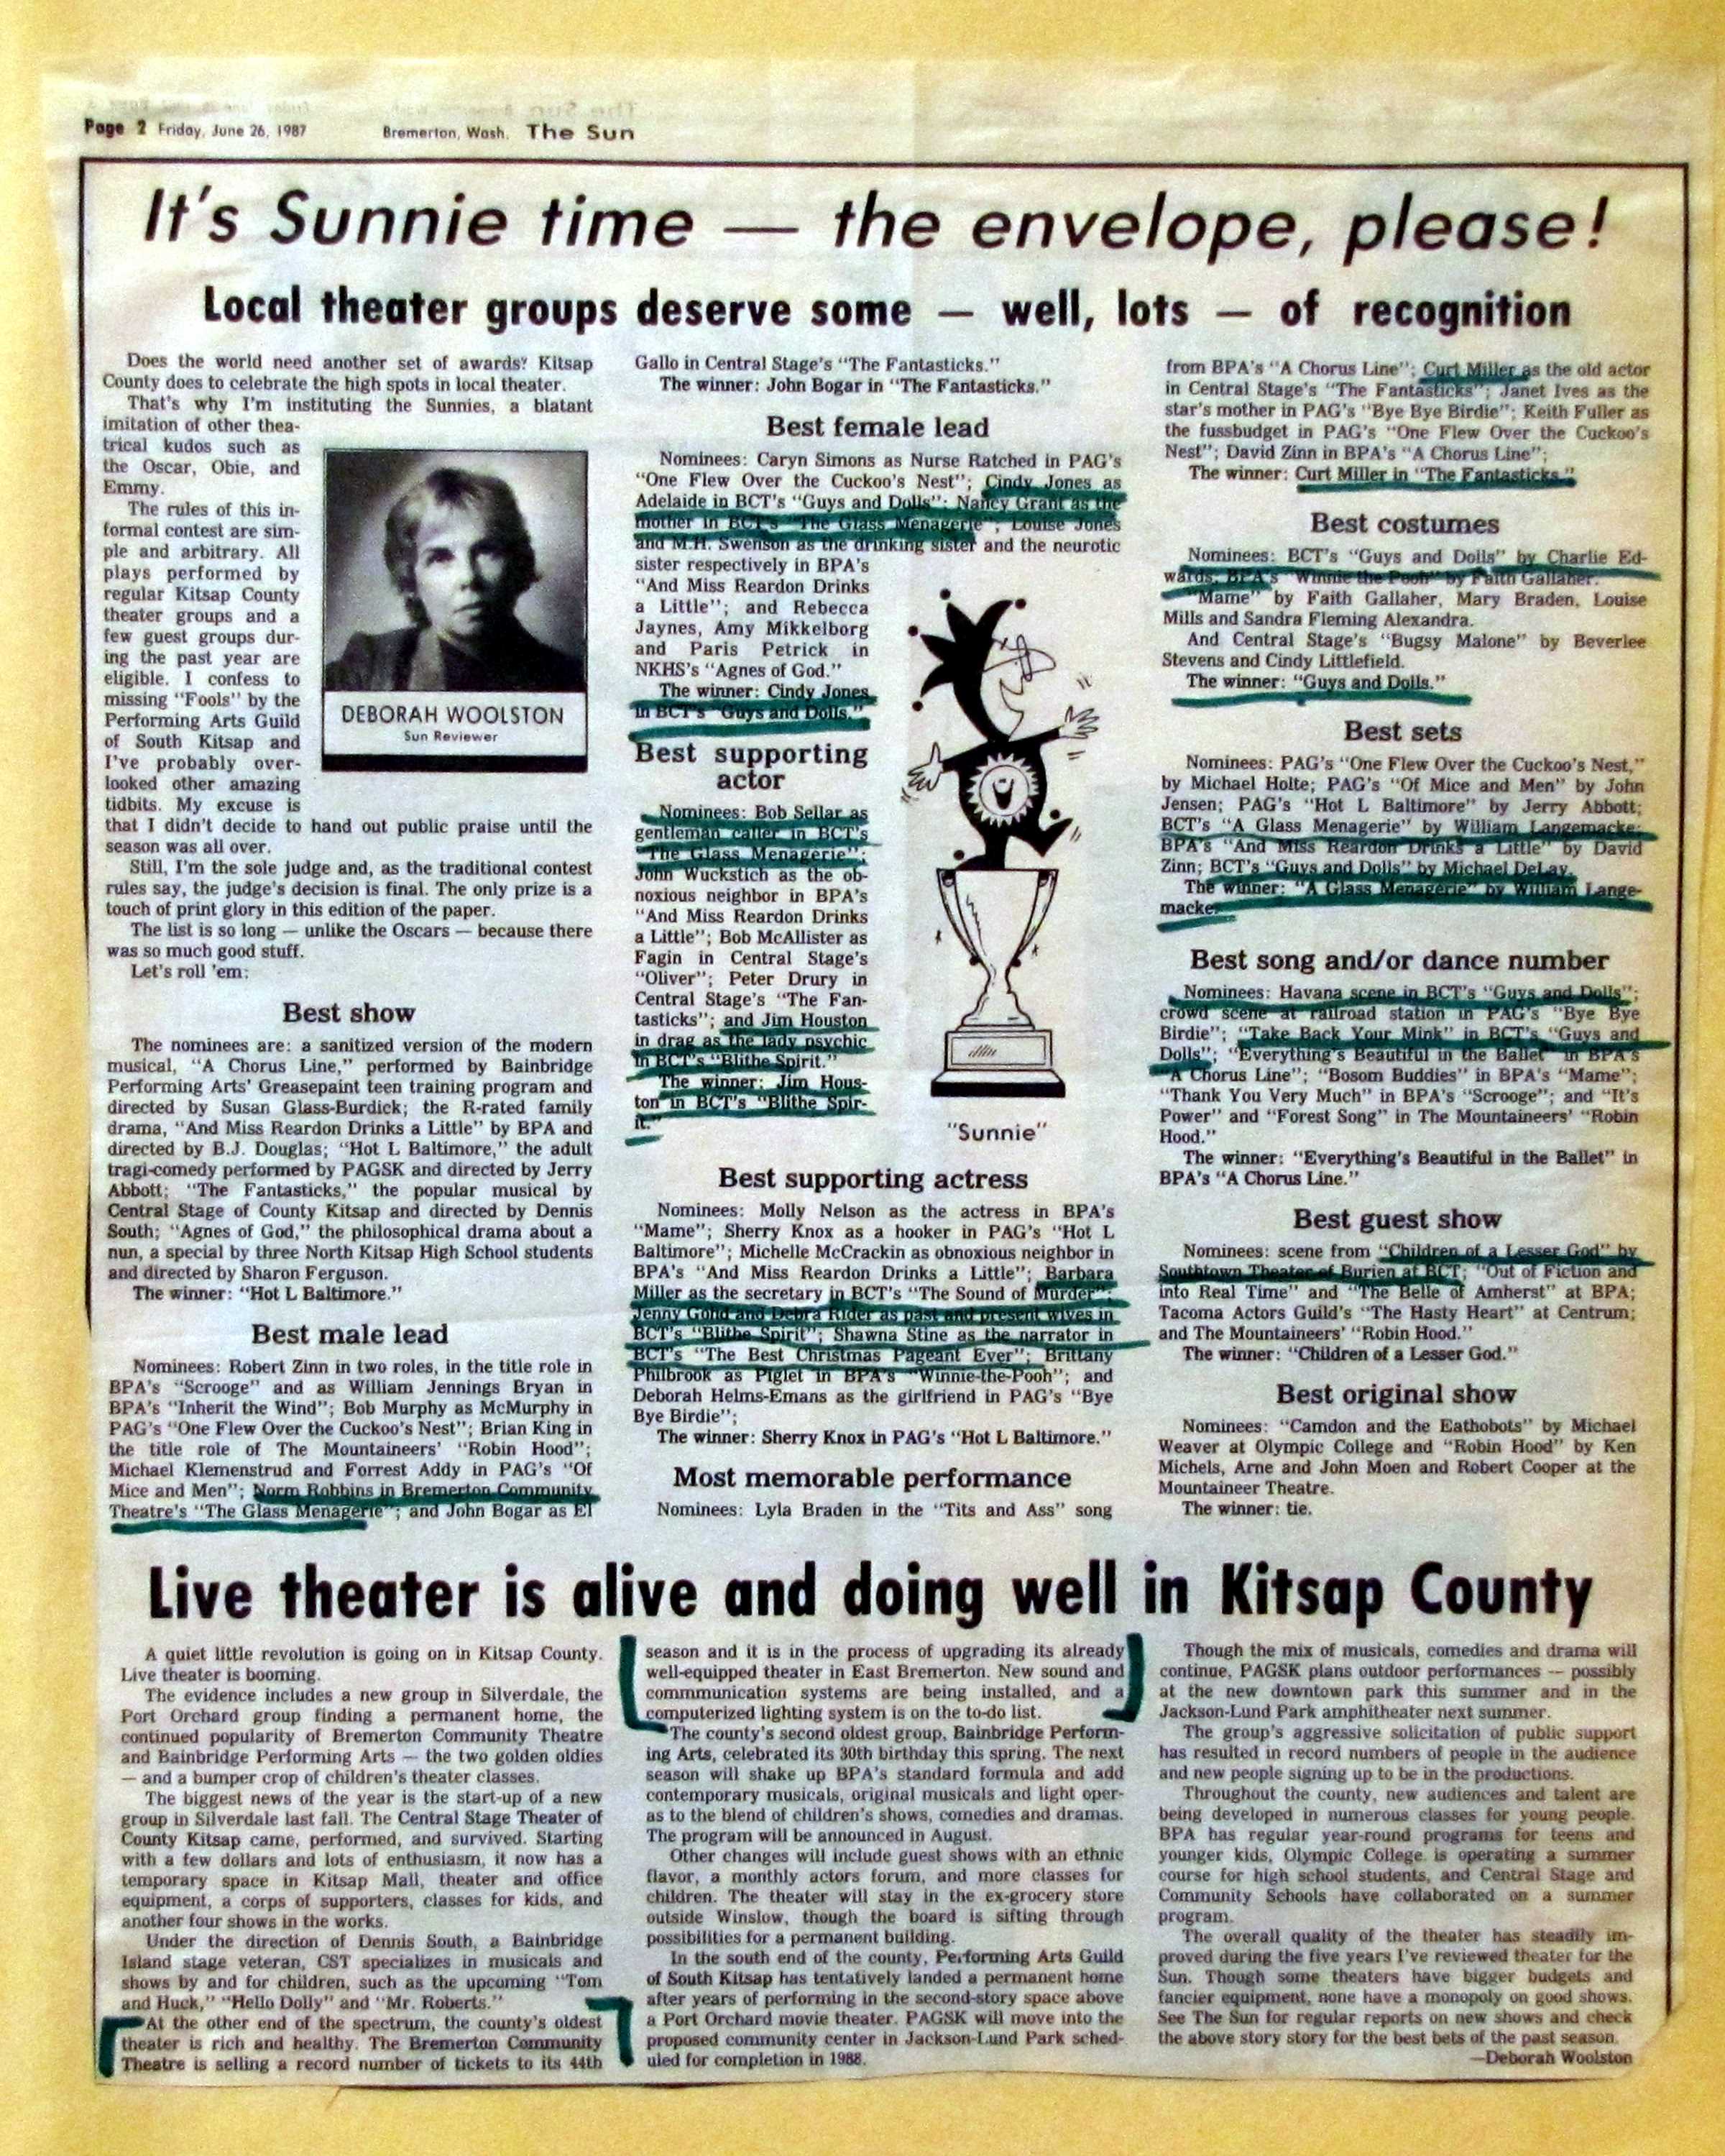 Page 2 Friday, June 26, 1987 Bremerton, Wash. The Sun
It's Sunnie time — the envelope, please!
Local theater groups deserve some — well, lots — of recognition
Does the world need another set of awards? Kitsap
County does to celebrate the high spots in local theater.
That's why I'm instituting the Sunnies, a blatant
imitation of other thea-
trical kudos such as
the Oscar, Obie, and
Emmy.
The rules of this in-
formal contest are sim-
ple and arbitrary. All
plays performed by
regular Kitsap County
theater groups and a
few guest groups dur-
ing the past year are
eligible. I confess to
missing "Fools" by the
Performing Arts Guild
of South Kitsap and
I've probably over-
looked other amazing
tidbits. My excuse is
that I didn't decide to hand out public praise until the
season was all over.
Still, I'm the sole judge and, as the traditional contest
rules say, the judge's decision is final. The only prize is a
touch of print glory in this edition of the paper.
The list is so long — unlike the Oscars — because there
was so much good stuff.
Let's roll 'em:
DEBORAH WOOLSTON
Sun Reviewer
Best show
The nominees are: a sanitized version of the modern
musical, "A Chorus Line," performed by Bainbridge
Performing Arts' Greasepaint teen training program and
directed by Susan Glass-Burdick; the R-rated family
drama, "And Miss Reardon Drinks a Little" by BPA and
directed by B.J. Douglas; "Hot L Baltimore," the adult
tragi-comedy performed by PAGSK and directed by Jerry
Abbott; "The Fantasticks," the popular musical by
Central Stage of County Kitsap and directed by Dennis
South; "Agnes of God," the philosophical drama about a
nun, a special by three North Kitsap High School students
and directed by Sharon Ferguson.
The winner: "Hot L Baltimore."
Best male lead
Nominees: Robert Zinn in two roles, in the title role in
BPA's "Scrooge" and as William Jennings Bryan in
BPA's "Inherit the Wind"; Bob Murphy as McMurphy in
PAG's "One Flew Over the Cuckoo's Nest"; Brian King in
the title role of The Mountaineers' "Robin Hood";
Michael Klemenstrud and Forrest Addy in PAG's "Of
Mice and Men"; Norm Robbins in Bremerton Community
Theatre's "The Glass Menagerie"; and John Bogar as El
Gallo in Central Stage's "The Fantasticks."
The winner: John Bogar in "The Fantasticks."
Best female lead
Nominees: Caryn Simons as Nurse Ratched in PAG's
"One Flew Over the Cuckoo's Nest"; Cindy Jones as
Adelaide in BCT's "Guys and Dolls"; Nancy Grant as the
mother in BCT's "The Glass Menagerie"; Louise Jones
and M.H. Swenson as the drinking sister and the neurotic
sister respectively in BPA's
"And Miss Reardon Drinks
a Little"; and Rebecca
Jaynes, Amy Mikkelborg
and Paris Petrick in
NKHS's "Agnes of God."
The winner: Cindy Jones
in BCT's "Guys and Dolls."
Best supporting
actor
Nominees: Bob Sellar as
gentleman caller in BCT's
"The Glass Menagerie";
John Wuckstich as the ob-
noxious neighbor in BPA's
"And Miss Reardon Drinks
a Little"; Bob McAllister as
Fagin in Central Stage's
"Oliver"; Peter Drury in
Central Stage's "The Fan-
tasticks"; and Jim Houston
in drag as the lady psychic
in BCT's "Blithe Spirit."
The winner: Jim Hous-
ton in BCT's "Blithe Spir-
it."
"Sunnie"
Best supporting actress
Nominees: Molly Nelson as the actress in BPA's
"Mame"; Sherry Knox as a hooker in PAG's "Hot L
Baltimore"; Michelle McCrackin as obnoxious neighbor in
BPA's "And Miss Reardon Drinks a Little"; Barbara
Miller as the secretary in BCT's "The Sound of Murder";
Jenny Gohd and Debra Rider as past and present wives in
BCT's "Blithe Spirit"; Shawna Stine as the narrator in
BCT's "The Best Christmas Pageant Ever"; Brittany
Philbrook as Piglet in BPA's "Winnie-the-Pooh"; and
Deborah Helms-Emans as the girlfriend in PAG's "Bye
Bye Birdie";
The winner: Sherry Knox in PAG's "Hot L Baltimore."
Most memorable performance
Nominees: Lyla Braden in the "Tits and Ass" song
from BPA's "A Chorus Line"; Curt Miller as the old actor
in Central Stage's "The Fantasticks"; Janet Ives as the
star's mother in PAG's "Bye Bye Birdie"; Keith Fuller as
the fussbudget in PAG's "One Flew Over the Cuckoo's
Nest"; David Zinn in BPA's "A Chorus Line";
The winner: Curt Miller in "The Fantasticks."
Best costumes
Nominees: BCT's "Guys and Dolls" by Charlie Ed-
wards; BPA's "Winnie the Pooh" by Faith Gallaher.
"Mame" by Faith Gallaher, Mary Braden, Louise
Mills and Sandra Fleming Alexandra.
And Central Stage's "Bugsy Malone" by Beverlee
Stevens and Cindy Littlefield.
The winner: "Guys and Dolls."
Best sets
Nominees: PAG's "One Flew Over the Cuckoo's Nest,"
by Michael Holte; PAG's "Of Mice and Men" by John
Jensen; PAG's "Hot L Baltimore" by Jerry Abbott;
BCT's "A Glass Menagerie" by William Langemacke;
BPA's "And Miss Reardon Drinks a Little" by David
Zinn; BCT's "Guys and Dolls" by Michael DeLay.
The winner: "A Glass Menagerie" by William Lange-
macke.
Best song and/or dance number
Nominees: Havana scene in BCT's "Guys and Dolls";
crowd scene at railroad station in PAG's "Bye Bye
Birdie"; "Take Back Your Mink" in BCT's "Guys and
Dolls"; "Everything's Beautiful in the Ballet" in BPA's
"A Chorus Line"; "Bosom Buddies" in BPA's "Mame";
"Thank You Very Much" in BPA's "Scrooge"; and "It's
Power" and "Forest Song" in The Mountaineers' "Robin
Hood."
The winner: "Everything's Beautiful in the Ballet" in
BPA's "A Chorus Line."
Best guest show
Nominees: scene from "Children of a Lesser God" by
Southtown Theater of Burien at BCT; "Out of Fiction and
into Real Time" and "The Belle of Amherst" at BPA;
Tacoma Actors Guild's "The Hasty Heart" at Centrum;
and The Mountaineers' "Robin Hood."
The winner: "Children of a Lesser God."
Best original show
Nominees: "Camdon and the Eathobots" by Michael
Weaver at Olympic College and "Robin Hood" by Ken
Michels, Arne and John Moen and Robert Cooper at the
Mountaineer Theatre.
The winner: tie.
Live theater is alive and doing well in Kitsap County
A quiet little revolution is going on in Kitsap County.
Live theater is booming.
The evidence includes a new group in Silverdale, the
Port Orchard group finding a permanent home, the
continued popularity of Bremerton Community Theatre
and Bainbridge Performing Arts — the two golden oldies
— and a bumper crop of children's theater classes.
The biggest news of the year is the start-up of a new
group in Silverdale last fall. The Central Stage Theater of
County Kitsap came, performed, and survived. Starting
with a few dollars and lots of enthusiasm, it now has a
temporary space in Kitsap Mall, theater and office
equipment, a corps of supporters, classes for kids, and
another four shows in the works.
Under the direction of Dennis South, a Bainbridge
Island stage veteran, CST specializes in musicals and
shows by and for children, such as the upcoming "Tom
and Huck," "Hello Dolly" and "Mr. Roberts."
At the other end of the spectrum, the county's oldest
theater is rich and healthy. The Bremerton Community
Theatre is selling a record number of tickets to its 44th
season and it is in the process of upgrading its already
well-equipped theater in East Bremerton. New sound and
commmunication systems are being installed, and a
computerized lighting system is on the to-do list.
The county's second oldest group, Bainbridge Perform-
ing Arts, celebrated its 30th birthday this spring. The next
season will shake up BPA's standard formula and add
contemporary musicals, original musicals and light oper-
as to the blend of children's shows, comedies and dramas.
The program will be announced in August.
Other changes will include guest shows with an ethnic
flavor, a monthly actors forum, and more classes for
children. The theater will stay in the ex-grocery store
outside Winslow, though the board is sifting through
possibilities for a permanent building.
In the south end of the county, Performing Arts Guild
of South Kitsap has tentatively landed a permanent home
after years of performing in the second-story space above
a Port Orchard movie theater. PAGSK will move into the
proposed community center in Jackson-Lund Park sched-
uled for completion in 1988.
Though the mix of musicals, comedies and drama will
continue, PAGSK plans outdoor performances — possibly
at the new downtown park this summer and in the
Jackson-Lund Park amphitheater next summer.
The group's aggressive solicitation of public support
has resulted in record numbers of people in the audience
and new people signing up to be in the productions.
Throughout the county, new audiences and talent are
being developed in numerous classes for young people.
BPA has regular year-round programs for teens and
younger kids, Olympic College is operating a summer
course for high school students, and Central Stage and
Community Schools have collaborated on a summer
program.
The overall quality of the theater has steadily im-
proved during the five years I've reviewed theater for the
Sun. Though some theaters have bigger budgets and
fancier equipment, none have a monopoly on good shows.
See The Sun for regular reports on new shows and check
the above story story for the best bets of the past season.
—Deborah Woolston